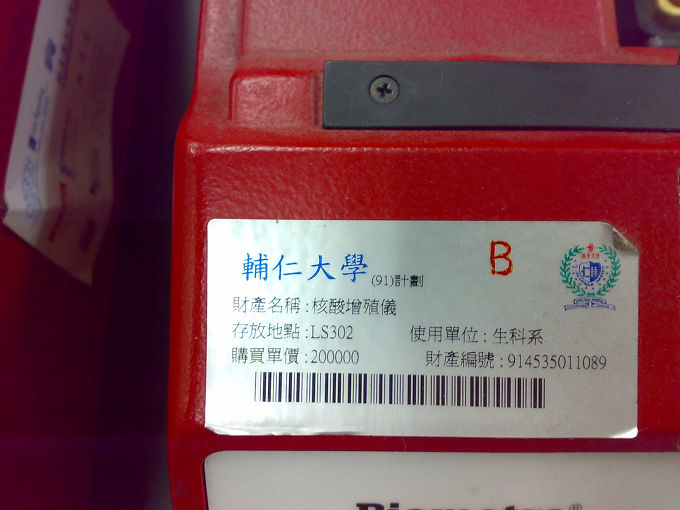 輔仁大學 (91)計劃
B
財產名稱:核酸增殖儀
存放地點:LS302 使用單位:生科系
購買單價:200000 財產編號:914535011089
Biometra®